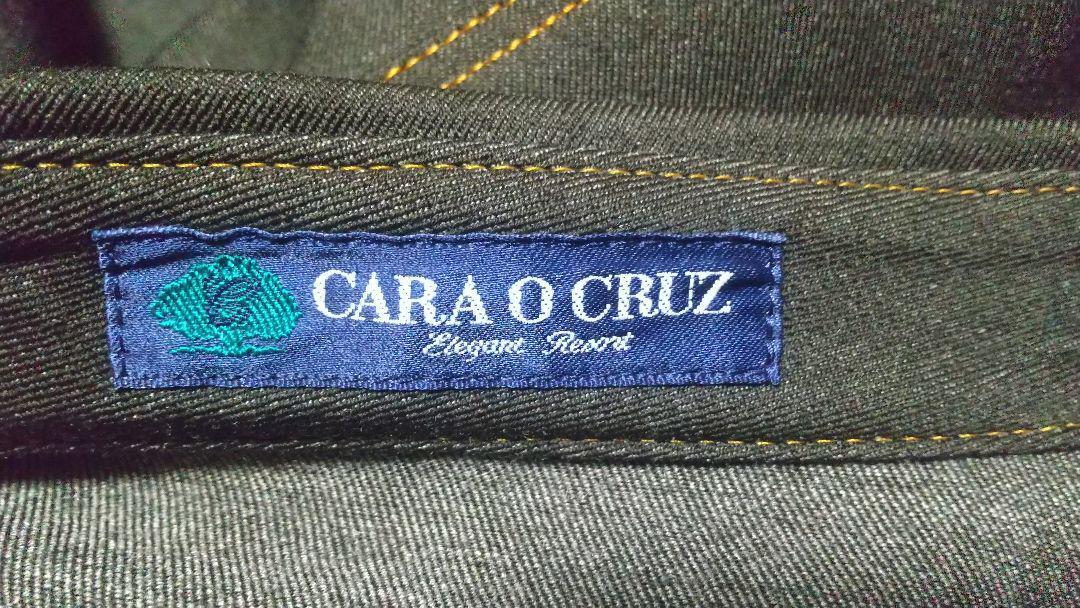 CARA O CRUZ
Elegant Resort